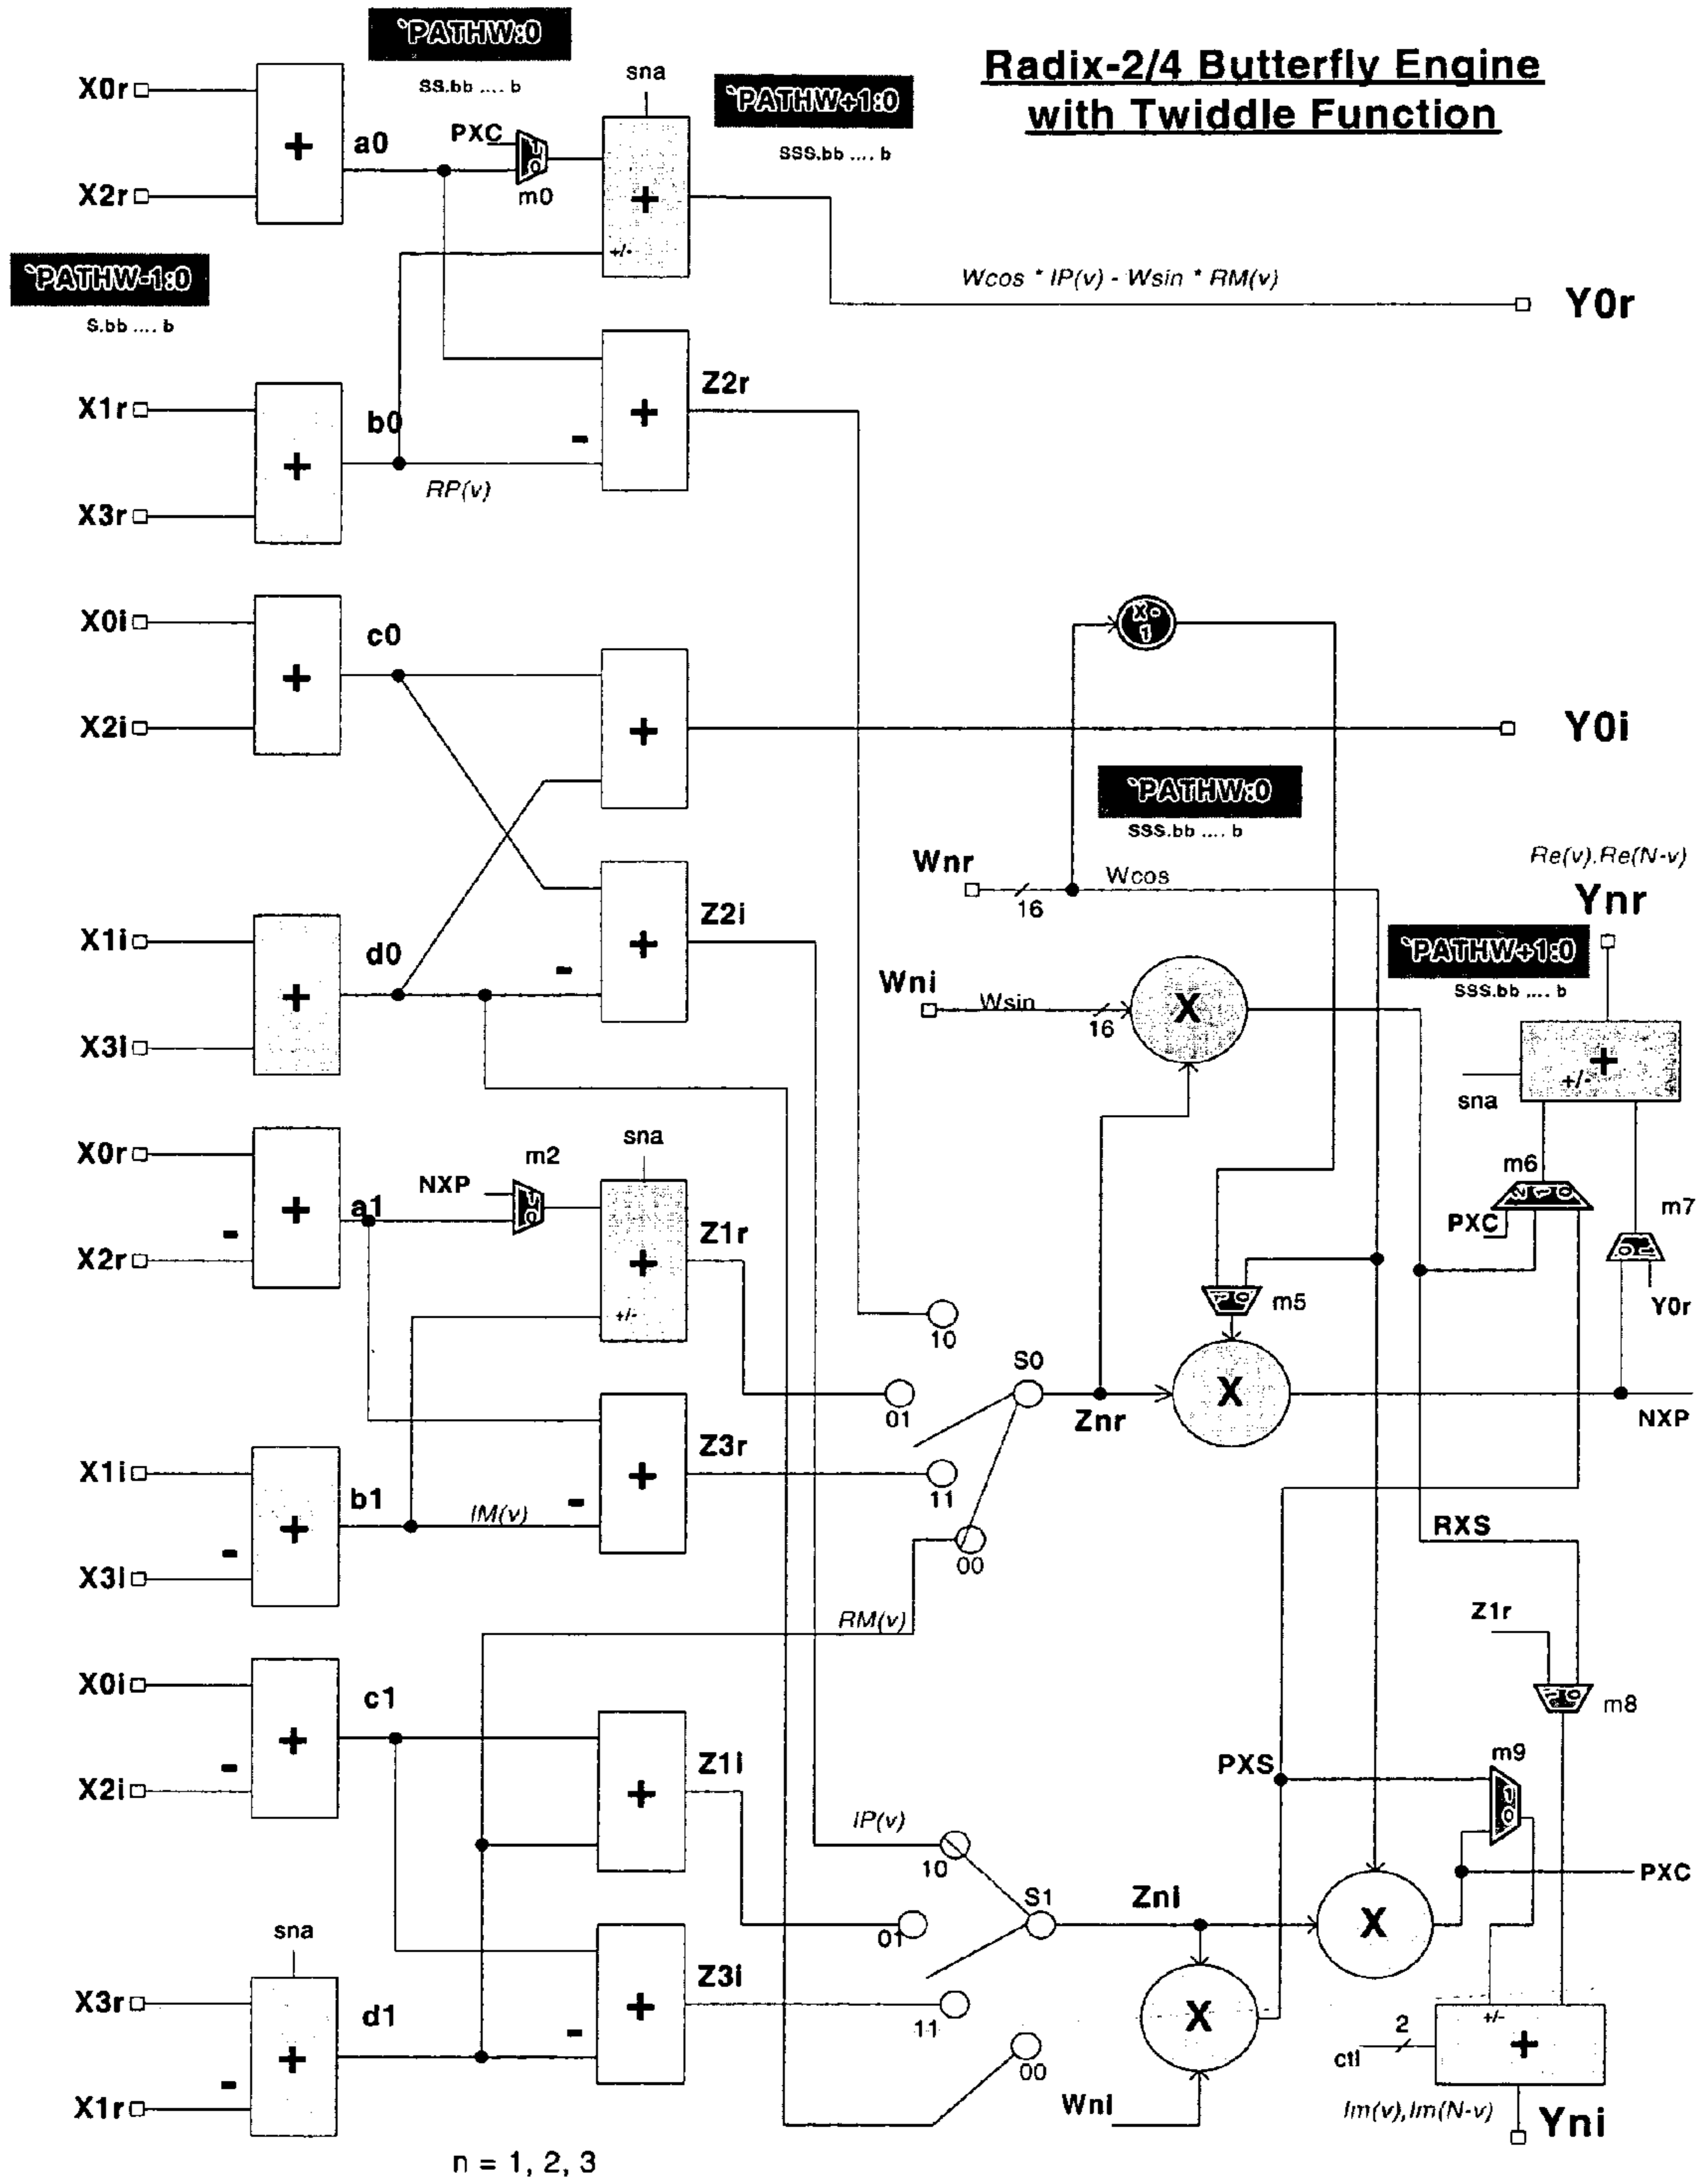 Radix-2/4 Butterfly Engine
with Twiddle Function
`PATHW:0
SS.bb .... b
sna
`PATHW+1:0
SSS.bb .... b
X0r
+
a0
PXC
m0
X2r
+
+/-
`PATHW-1:0
S.bb .... b
Wcos * IP(v) - Wsin * RM(v)
Y0r
X1r
b0
+
-
+
Z2r
RP(v)
X3r
X0i
c0
+
X2i
+
Y0i
X-
1
`PATHW:0
SSS.bb .... b
X1i
d0
+
X3i
-
+
Z2i
Wnr
16
Wcos
Wni
Wsin
16
X
Re(v).Re(N-v)
Ynr
`PATHW+1:0
SSS.bb .... b
+
+/-
sna
X0r
a1
+
-
X2r
NXP
m2
sna
+
+/-
Z1r
m6
2 1 0
PXC
m7
Y0r
m5
10
01
S0
Znr
X
NXP
X1i
b1
+
-
X3i
IM(v)
-
+
Z3r
11
00
RM(v)
RXS
Z1r
m8
X0i
c1
+
-
X2i
+
Z1i
PXS
m9
1
0
IP(v)
10
01
S1
Zni
X
PXC
sna
X3r
d1
+
-
X1r
-
+
Z3i
11
00
X
Wni
2
ctl
+/-
+
Im(v),Im(N-v)
Yni
n = 1, 2, 3